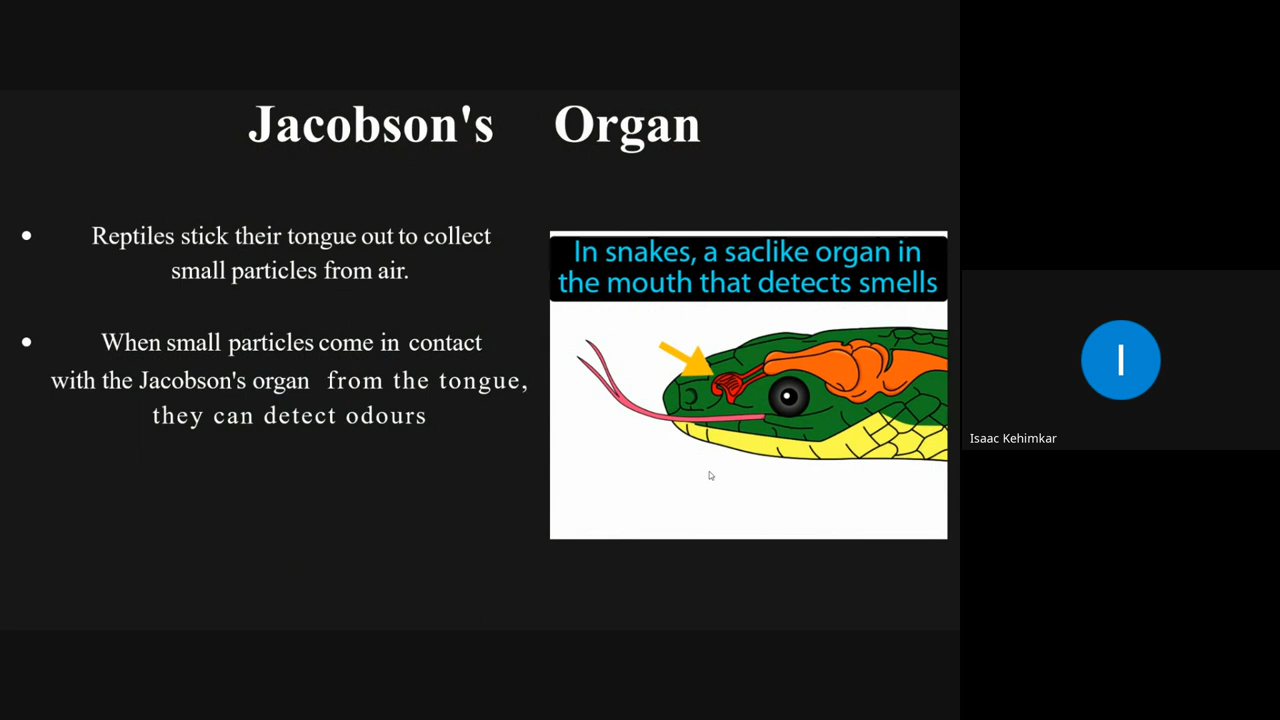 Jacobson's Organ
• Reptiles stick their tongue out to collect
small particles from air.
• When small particles come in contact
with the Jacobson's organ from the tongue,
they can detect odours
In snakes, a saclike organ in
the mouth that detects smells
I
Isaac Kehimkar